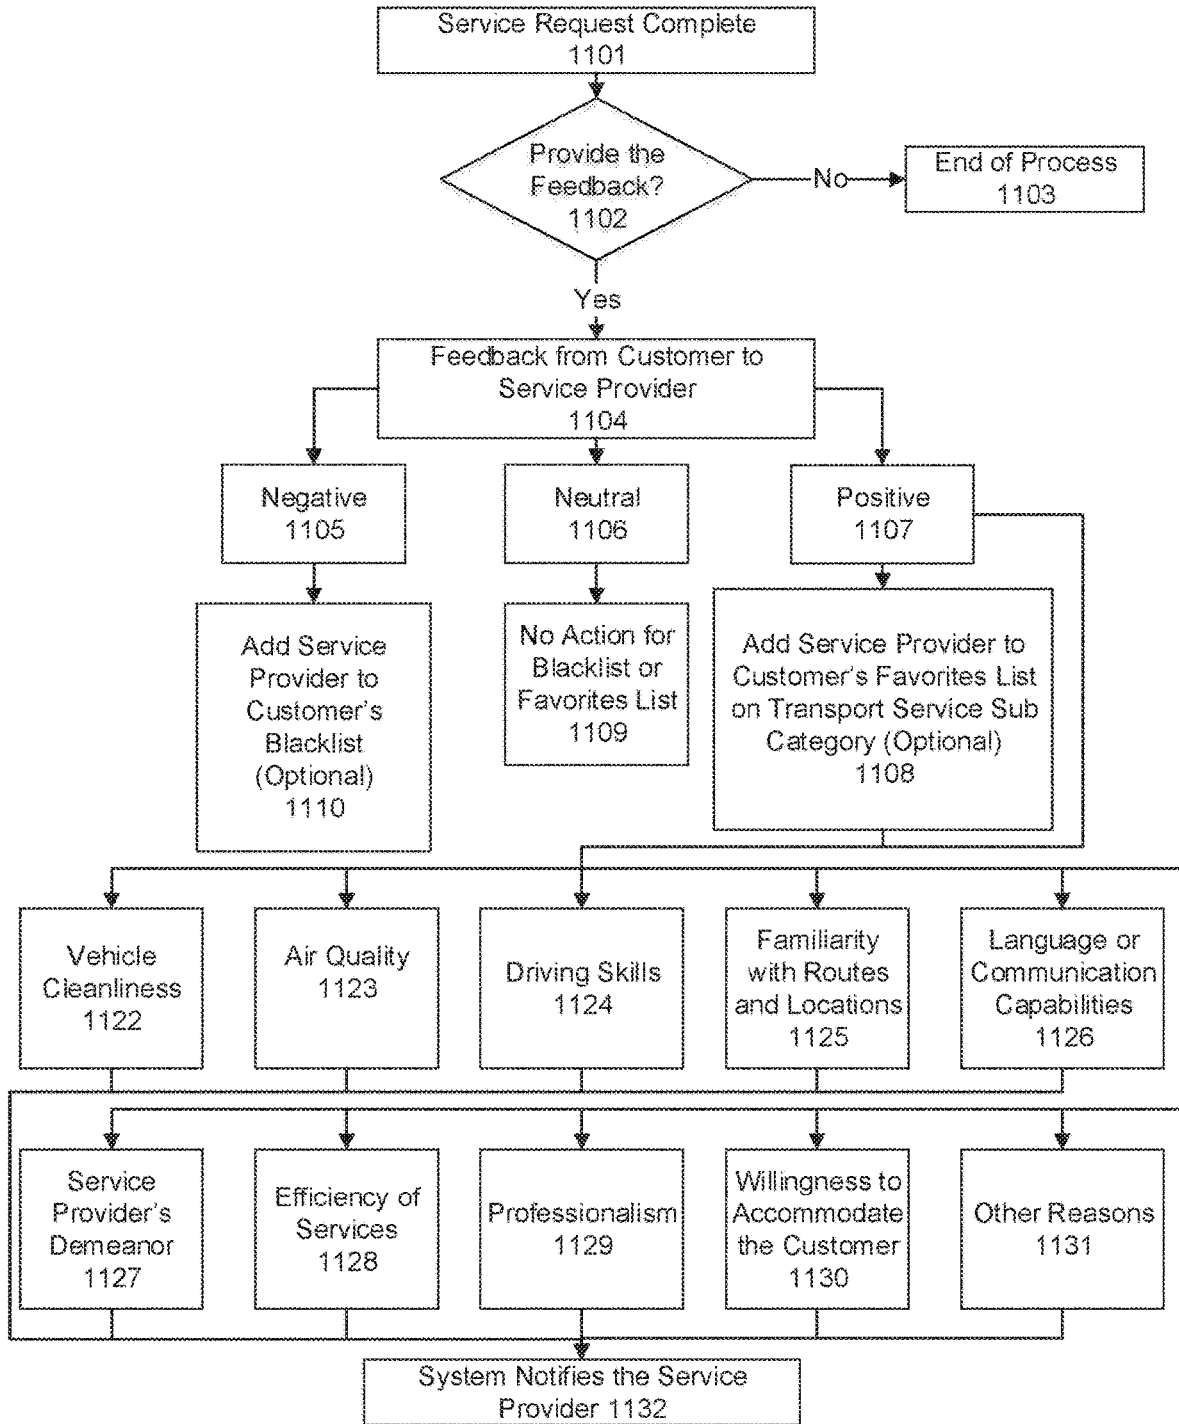 Service Request Complete
1101
Provide the
Feedback?
1102
No
End of Process
1103
Yes
Feedback from Customer to
Service Provider
1104
Negative
1105
Neutral
1106
Positive
1107
Add Service
Provider to
Customer's
Blacklist
(Optional)
1110
No Action for
Blacklist or
Favorites List
1109
Add Service Provider to
Customer's Favorites List
on Transport Service Sub
Category (Optional)
1108
Vehicle
Cleanliness
1122
Air Quality
1123
Driving Skills
1124
Familiarity
with Routes
and Locations
1125
Language or
Communication
Capabilities
1126
Service
Provider's
Demeanor
1127
Efficiency of
Services
1128
Professionalism
1129
Willingness to
Accommodate
the Customer
1130
Other Reasons
1131
System Notifies the Service
Provider 1132